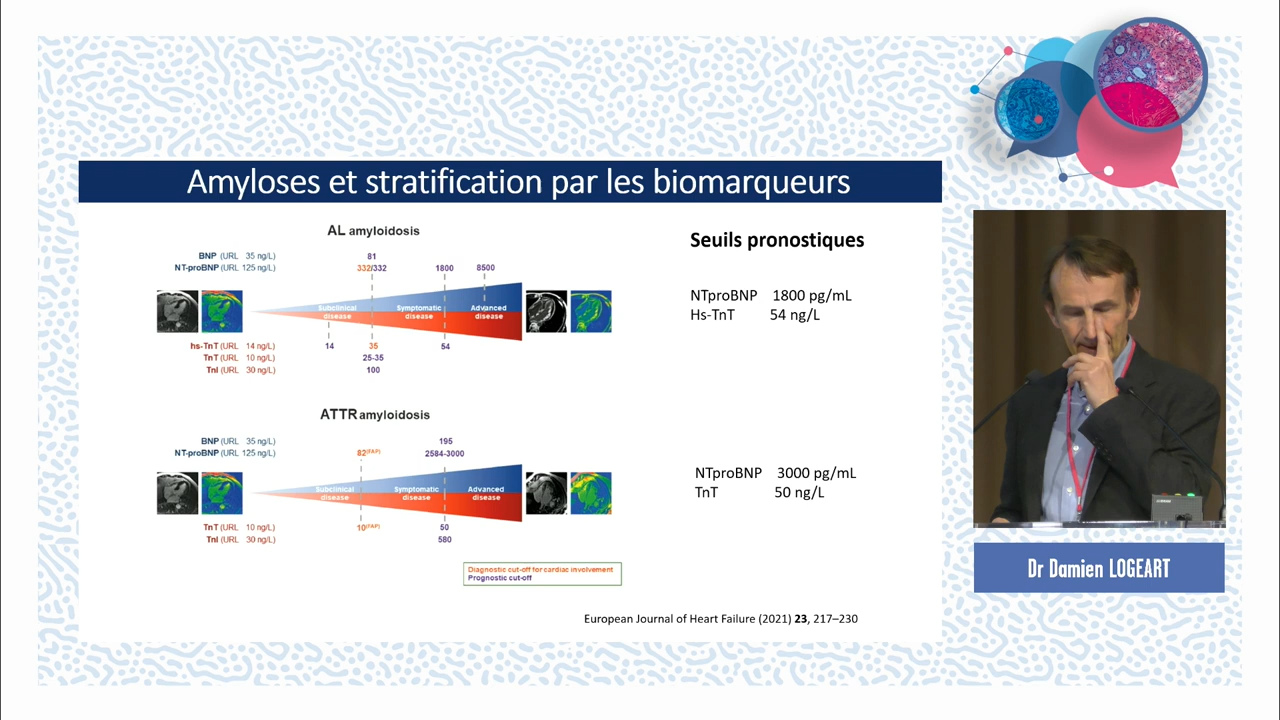 Amyloses et stratification par les biomarqueurs
AL amyloidosis
BNP (URL 35 ng/L) 81
NT-proBNP (URL 125 ng/L) 332/332 1800 8500
Subclinical disease Symptomatic disease Advanced disease
hs-TnT (URL 14 ng/L) 14 35 54
TnT (URL 10 ng/L) 25-35
TnI (URL 30 ng/L) 100
ATTR amyloidosis
BNP (URL 35 ng/L) 195
NT-proBNP (URL 125 ng/L) 82(FAP) 2584-3000
Subclinical disease Symptomatic disease Advanced disease
TnT (URL 10 ng/L) 10(FAP) 50
TnI (URL 30 ng/L) 580
Diagnostic cut-off for cardiac involvement
Prognostic cut-off
Seuils pronostiques
NTproBNP 1800 pg/mL
Hs-TnT 54 ng/L
NTproBNP 3000 pg/mL
TnT 50 ng/L
European Journal of Heart Failure (2021) 23, 217–230
Dr Damien LOGEART